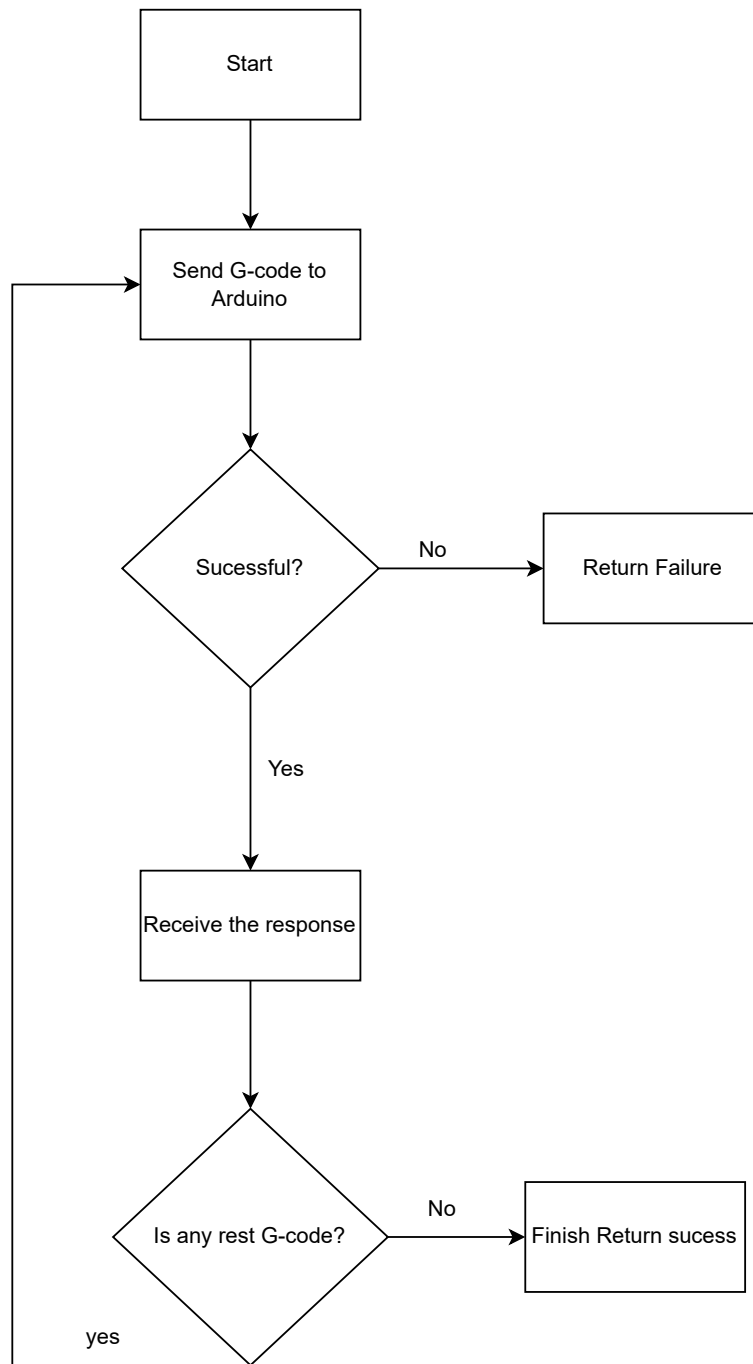 Start
Send G-code to
Arduino
Sucessful?
No
Return Failure
Yes
Receive the response
Is any rest G-code?
No
Finish Return sucess
yes